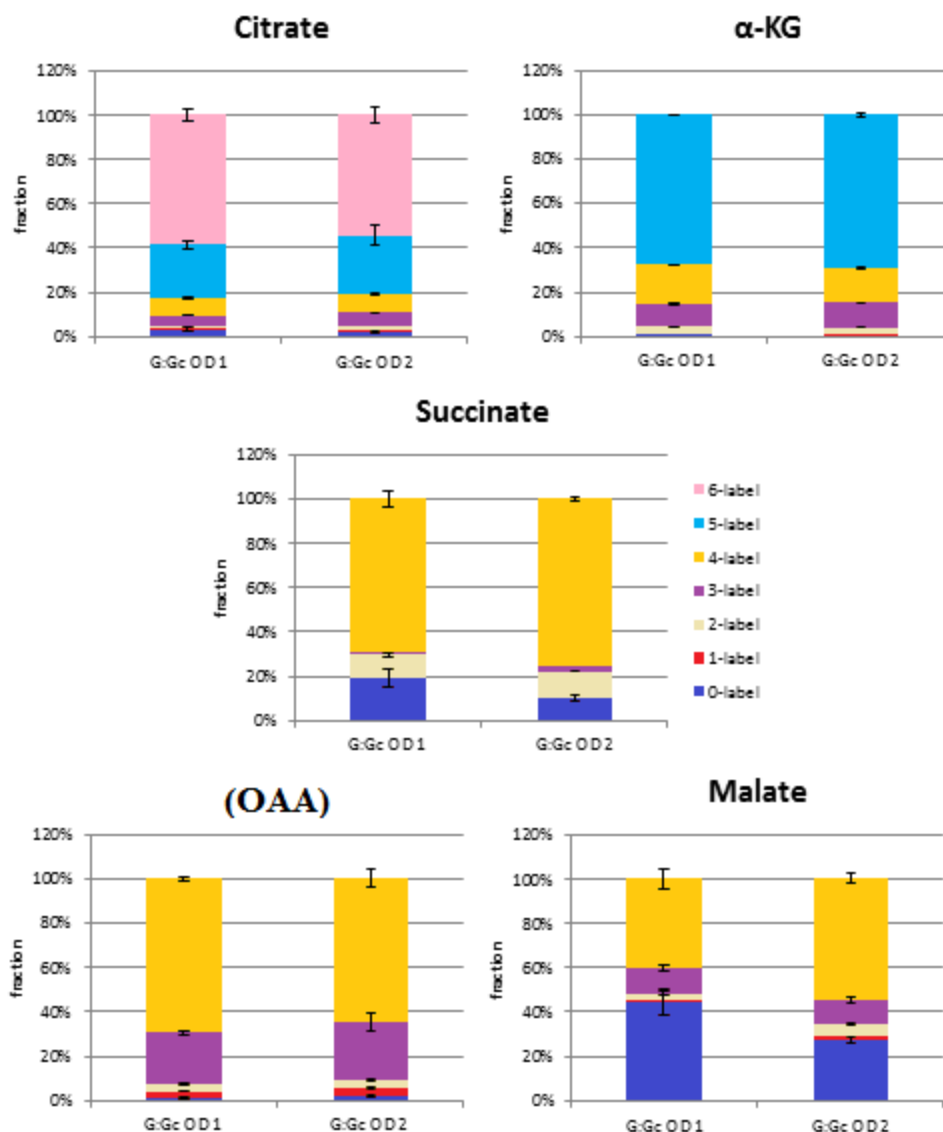 Citrate
120%
100%
80%
60%
40%
20%
0%
fraction
G:Gc OD1
G:Gc OD2
α-KG
120%
100%
80%
60%
40%
20%
0%
fraction
G:Gc OD1
G:Gc OD2
Succinate
120%
100%
80%
60%
40%
20%
0%
fraction
G:Gc OD1
G:Gc OD2
6-label
5-label
4-label
3-label
2-label
1-label
0-label
(OAA)
120%
100%
80%
60%
40%
20%
0%
fraction
G:Gc OD1
G:Gc OD2
Malate
120%
100%
80%
60%
40%
20%
0%
fraction
G:Gc OD1
G:Gc OD2